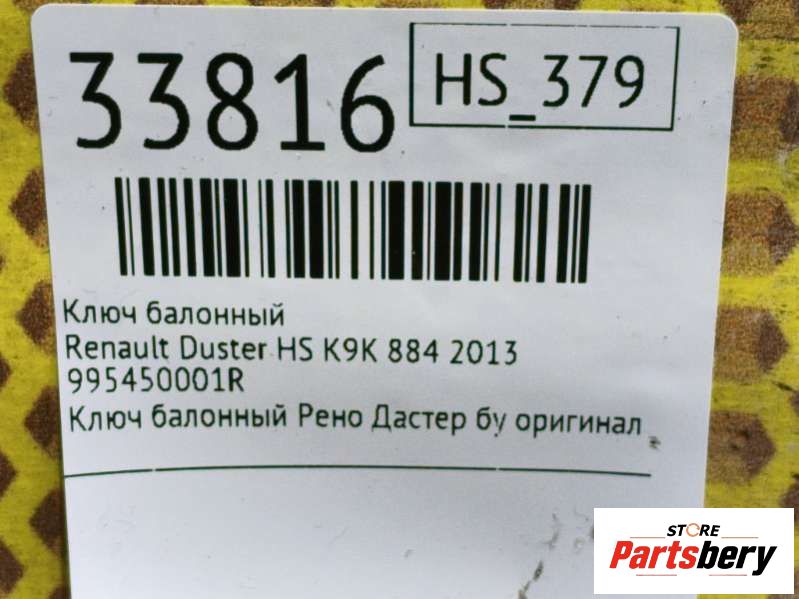 33816
HS_379
Ключ балонный
Renault Duster HS K9K 884 2013
995450001R
Ключ балонный Рено Дастер бу оригинал
STORE
Partsbery